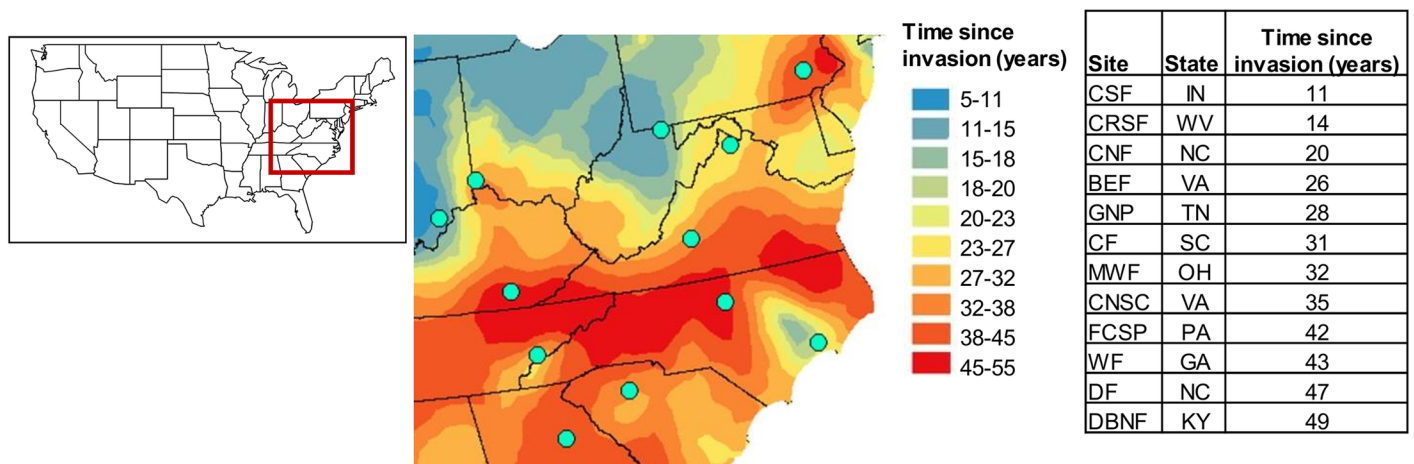 Time since
invasion (years)
5-11
11-15
15-18
18-20
20-23
23-27
27-32
32-38
38-45
45-55
Site State Time since invasion (years)
CSF IN 11
CRSF WV 14
CNF NC 20
BEF VA 26
GNP TN 28
CF SC 31
MWF OH 32
CNSC VA 35
FCSP PA 42
WF GA 43
DF NC 47
DBNF KY 49